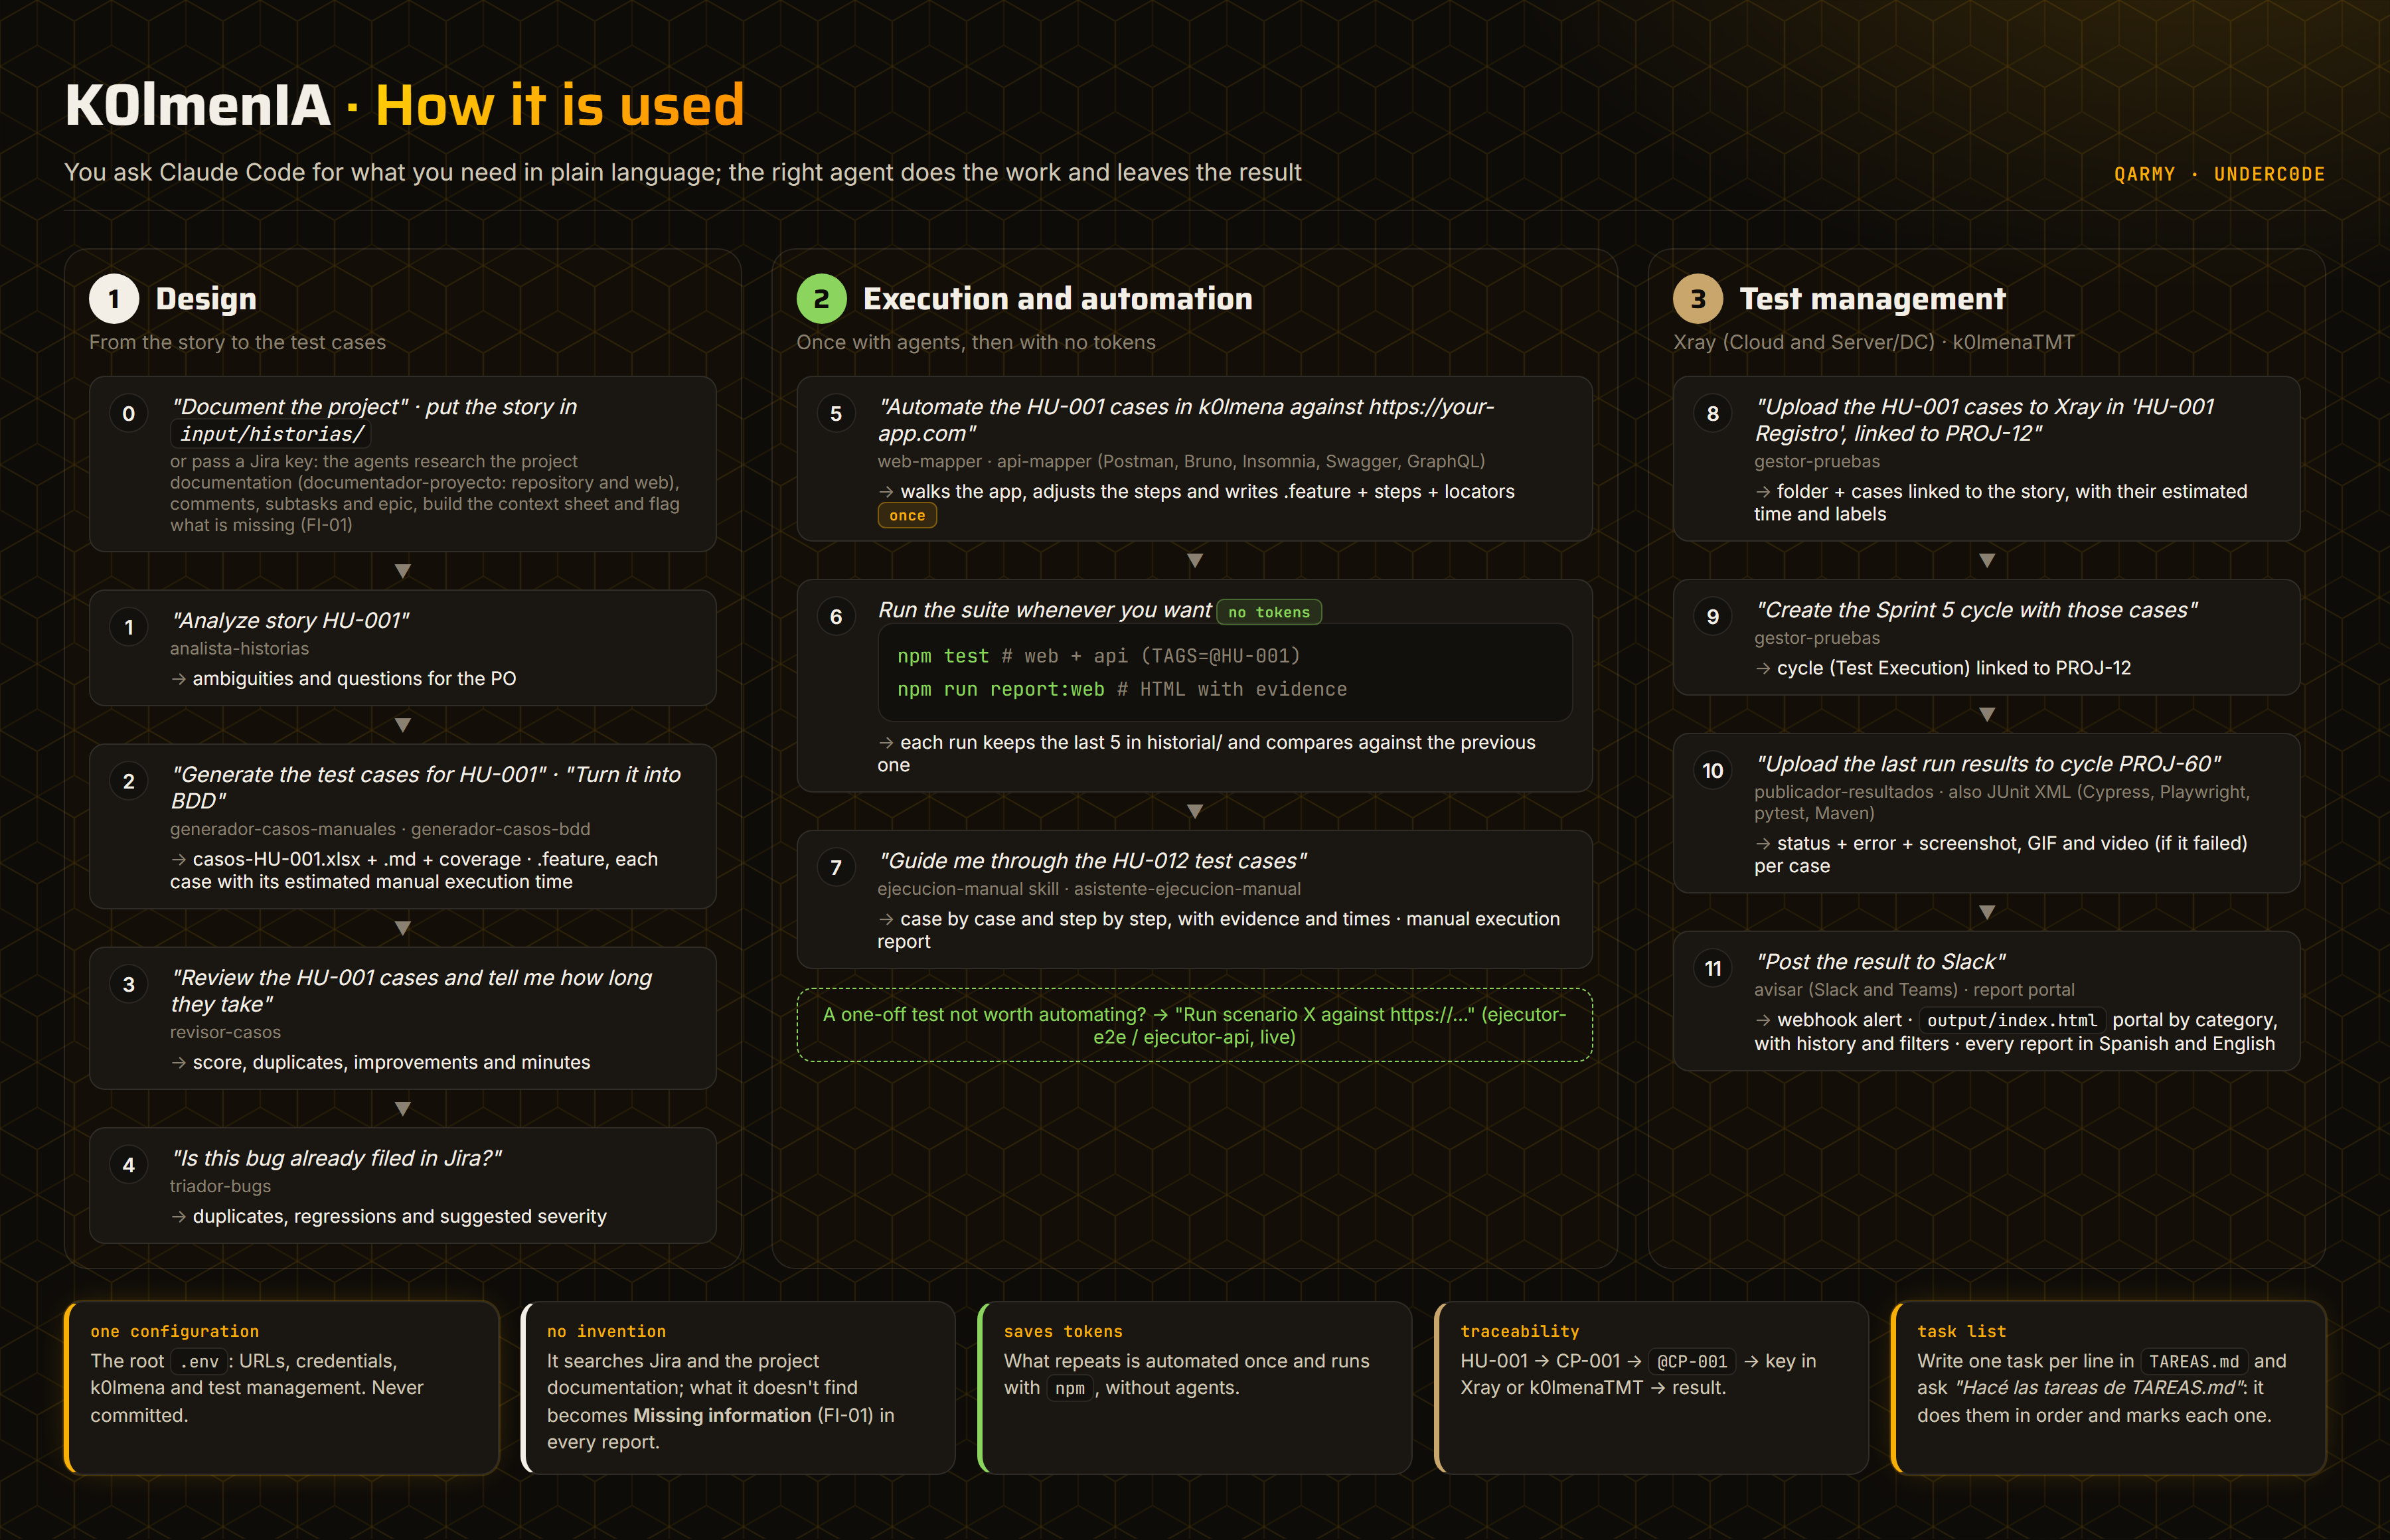 K0lmenIA · How it is used
You ask Claude Code for what you need in plain language; the right agent does the work and leaves the result
QARMY · UNDERC0DE
1 Design
From the story to the test cases
0 "Document the project" · put the story in
input/historias/
or pass a Jira key: the agents research the project
documentation (documentador-proyecto: repository and web),
comments, subtasks and epic, build the context sheet and flag
what is missing (FI-01)
▼
1 "Analyze story HU-001"
analista-historias
→ ambiguities and questions for the PO
▼
2 "Generate the test cases for HU-001" · "Turn it into
BDD"
generador-casos-manuales · generador-casos-bdd
→ casos-HU-001.xlsx + .md + coverage · .feature, each
case with its estimated manual execution time
▼
3 "Review the HU-001 cases and tell me how long
they take"
revisor-casos
→ score, duplicates, improvements and minutes
▼
4 "Is this bug already filed in Jira?"
triador-bugs
→ duplicates, regressions and suggested severity
2 Execution and automation
Once with agents, then with no tokens
5 "Automate the HU-001 cases in k0lmena against https://your-
app.com"
web-mapper · api-mapper (Postman, Bruno, Insomnia, Swagger, GraphQL)
→ walks the app, adjusts the steps and writes .feature + steps + locators
once
▼
6 Run the suite whenever you want no tokens
npm test # web + api (TAGS=@HU-001)
npm run report:web # HTML with evidence
→ each run keeps the last 5 in historial/ and compares against the previous
one
▼
7 "Guide me through the HU-012 test cases"
ejecucion-manual skill · asistente-ejecucion-manual
→ case by case and step by step, with evidence and times · manual execution
report
A one-off test not worth automating? → "Run scenario X against https://..." (ejecutor-
e2e / ejecutor-api, live)
3 Test management
Xray (Cloud and Server/DC) · k0lmenaTMT
8 "Upload the HU-001 cases to Xray in 'HU-001
Registro', linked to PROJ-12"
gestor-pruebas
→ folder + cases linked to the story, with their estimated
time and labels
▼
9 "Create the Sprint 5 cycle with those cases"
gestor-pruebas
→ cycle (Test Execution) linked to PROJ-12
▼
10 "Upload the last run results to cycle PROJ-60"
publicador-resultados · also JUnit XML (Cypress, Playwright,
pytest, Maven)
→ status + error + screenshot, GIF and video (if it failed)
per case
▼
11 "Post the result to Slack"
avisar (Slack and Teams) · report portal
→ webhook alert · output/index.html portal by category,
with history and filters · every report in Spanish and English
one configuration
The root .env: URLs, credentials,
k0lmena and test management. Never
committed.
no invention
It searches Jira and the project
documentation; what it doesn't find
becomes Missing information (FI-01) in
every report.
saves tokens
What repeats is automated once and runs
with npm, without agents.
traceability
HU-001 → CP-001 → @CP-001 → key in
Xray or k0lmenaTMT → result.
task list
Write one task per line in TAREAS.md and
ask "Hacé las tareas de TAREAS.md": it
does them in order and marks each one.